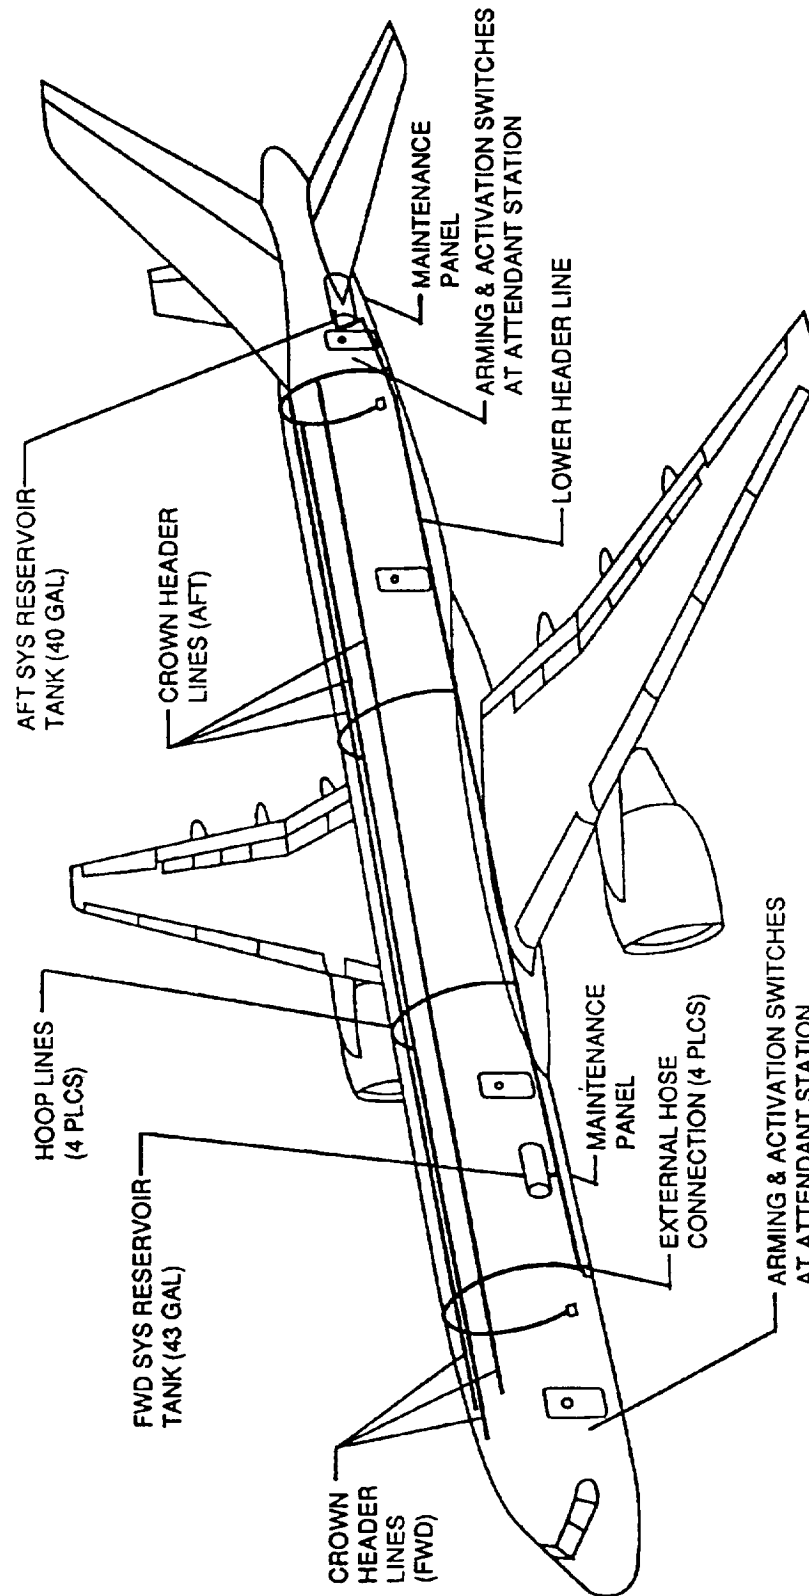 AFT SYS RESERVOIR
TANK (40 GAL)
CROWN HEADER
LINES (AFT)
HOOP LINES
(4 PLCS)
FWD SYS RESERVOIR
TANK (43 GAL)
CROWN
HEADER
LINES
(FWD)
MAINTENANCE
PANEL
ARMING & ACTIVATION SWITCHES
AT ATTENDANT STATION
LOWER HEADER LINE
MAINTENANCE
PANEL
EXTERNAL HOSE
CONNECTION (4 PLCS)
ARMING & ACTIVATION SWITCHES
AT ATTENDANT STATION